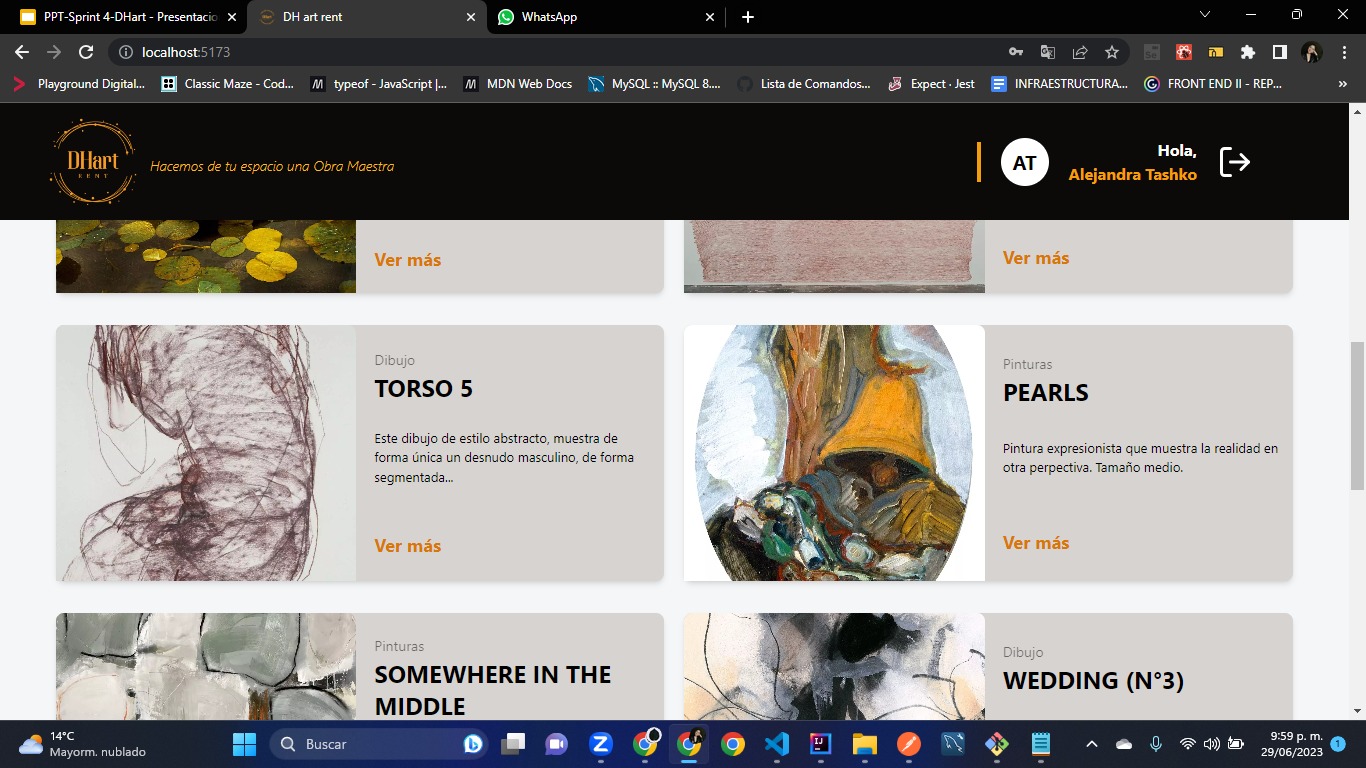 PPT-Sprint 4-DHart - Presentacio
DH art rent
WhatsApp
localhost:5173
Playground Digital...
Classic Maze - Cod...
typeof - JavaScript |...
MDN Web Docs
MySQL :: MySQL 8....
Lista de Comandos...
Expect · Jest
INFRAESTRUCTURA...
FRONT END II - REP...
»
DHart
RENT
Hacemos de tu espacio una Obra Maestra
AT
Hola,
Alejandra Tashko
Ver más
Ver más
Dibujo
TORSO 5
Este dibujo de estilo abstracto, muestra de
forma única un desnudo masculino, de forma
segmentada...
Ver más
Pinturas
PEARLS
Pintura expresionista que muestra la realidad en
otra perpectiva. Tamaño medio.
Ver más
Pinturas
SOMEWHERE IN THE
MIDDLE
Dibujo
WEDDING (N°3)
14°C
Mayorm. nublado
Buscar
9:59 p. m.
29/06/2023
1